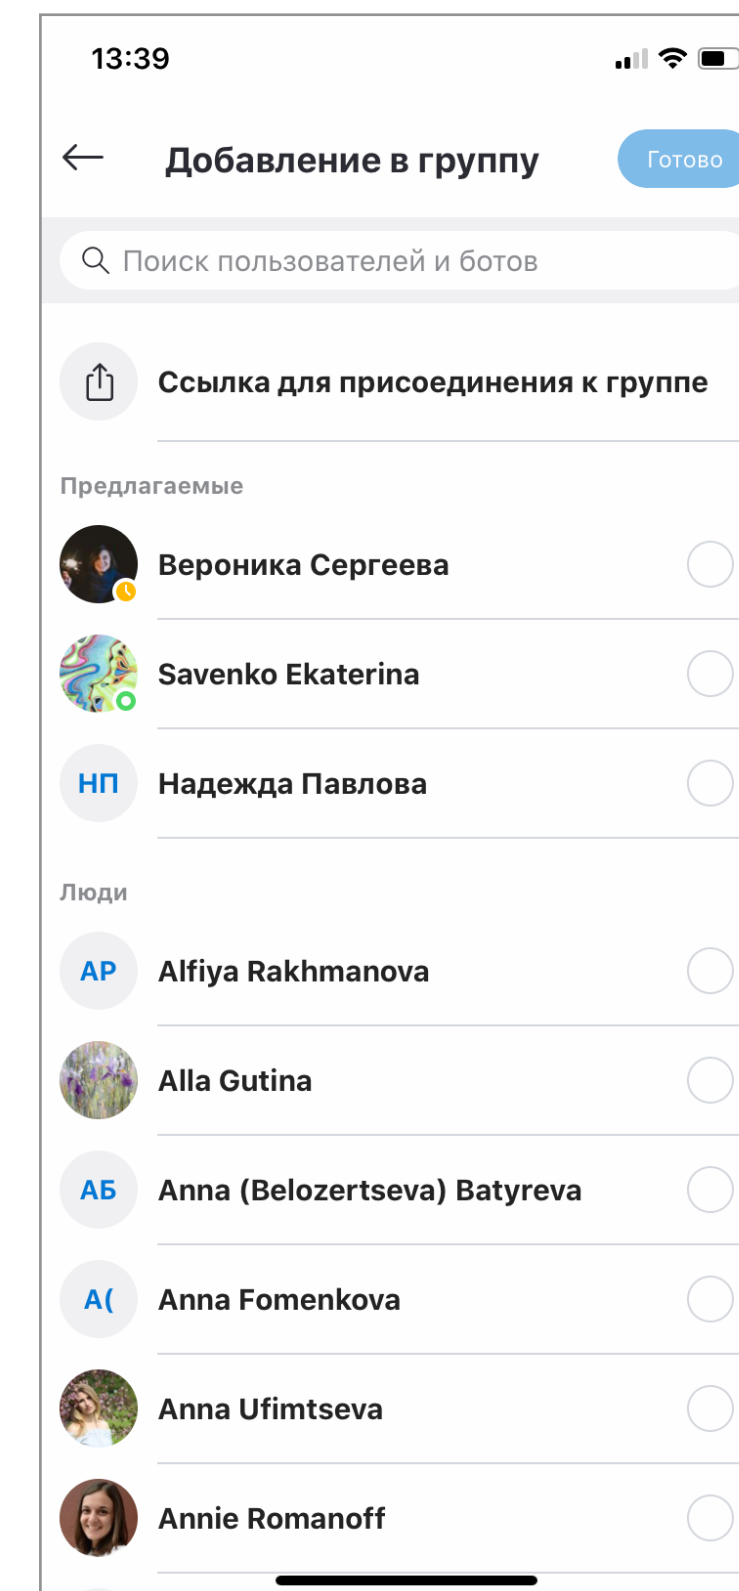 13:39
Добавление в группу
Готово
Поиск пользователей и ботов
Ссылка для присоединения к группе
Предлагаемые
Вероника Сергеева
Savenko Ekaterina
НП
Надежда Павлова
Люди
АР
Alfiya Rakhmanova
Alla Gutina
АБ
Anna (Belozertseva) Batyreva
А(
Anna Fomenkova
Anna Ufimtseva
Annie Romanoff